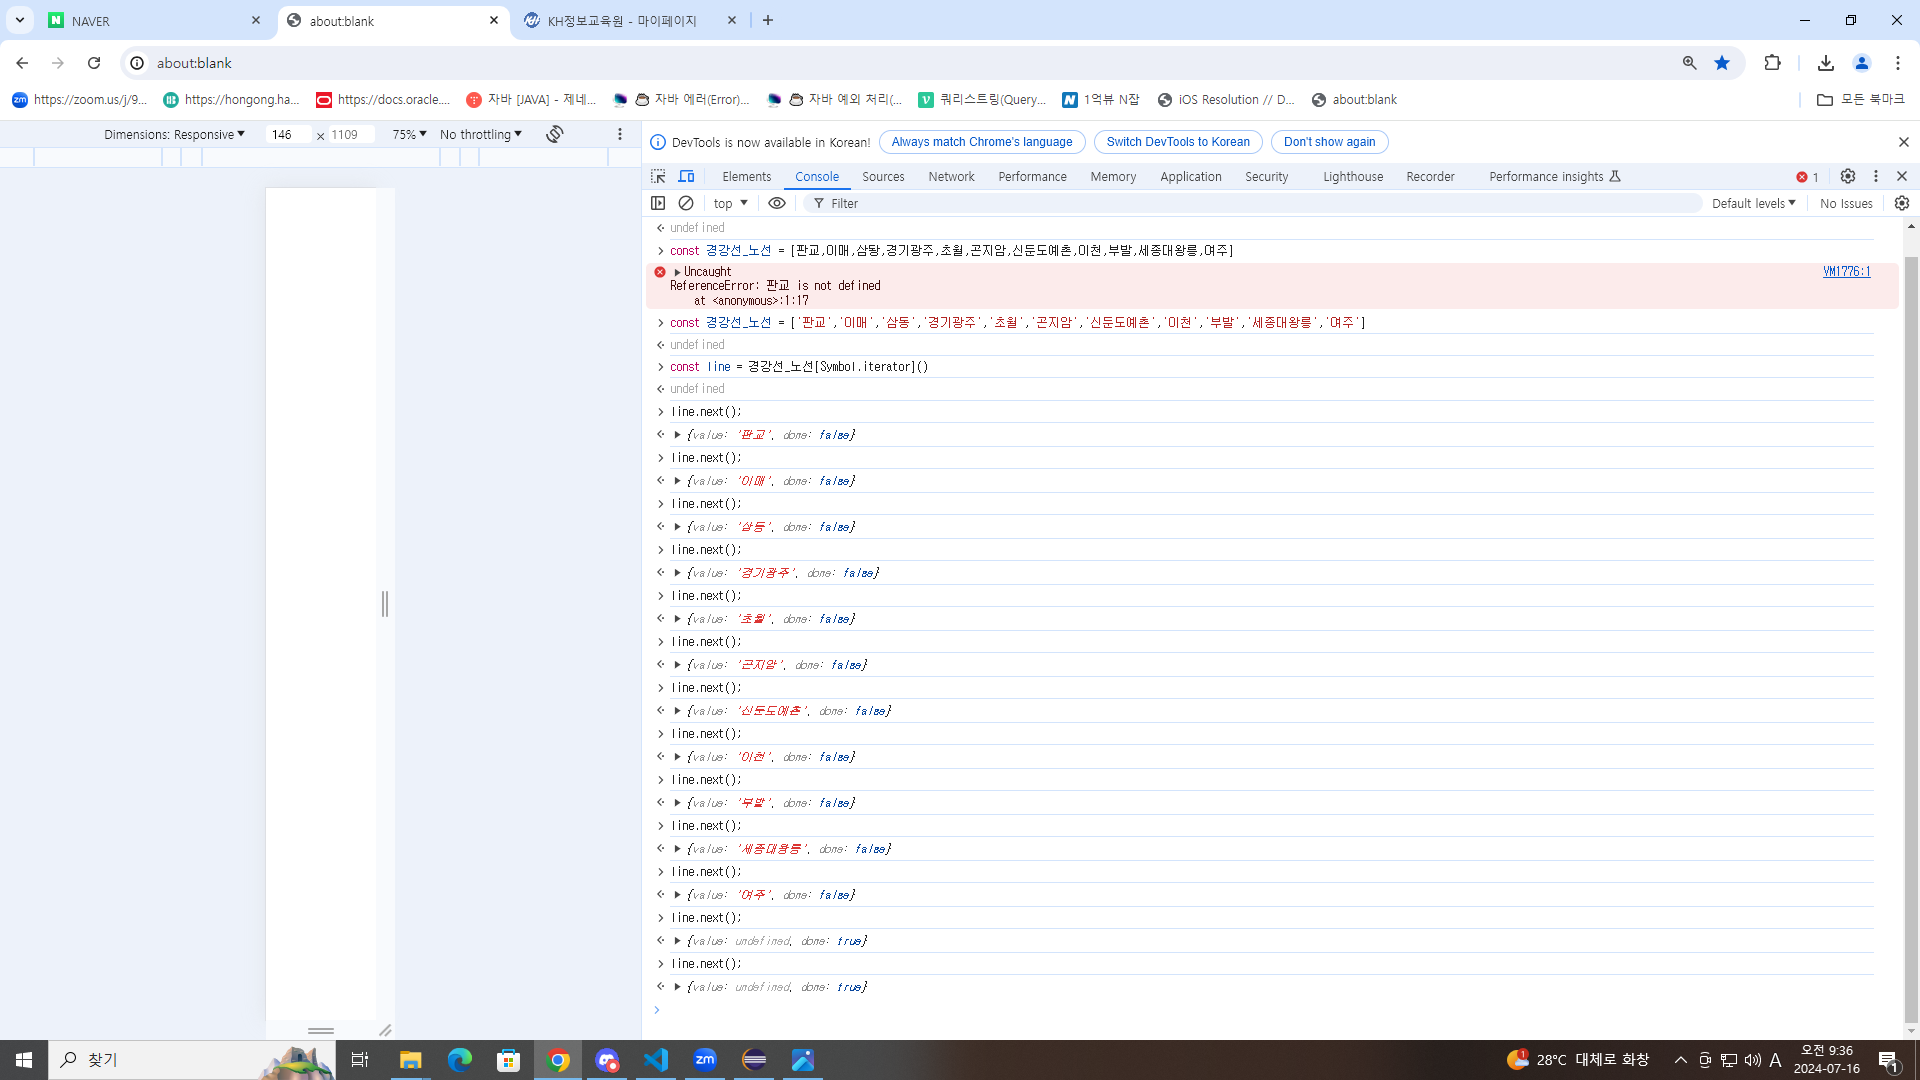 NAVER
about:blank
KH정보교육원 - 마이페이지
about:blank
https://zoom.us/j/9...
https://hongong.ha...
https://docs.oracle....
자바 [JAVA] - 제네...
자바 에러(Error)...
자바 예외 처리(...
쿼리스트링(Query...
1억뷰 N잡
iOS Resolution // D...
about:blank
모든 북마크
Dimensions: Responsive
146 × 1109
75%
No throttling
DevTools is now available in Korean!
Always match Chrome's language
Switch DevTools to Korean
Don't show again
Elements
Console
Sources
Network
Performance
Memory
Application
Security
Lighthouse
Recorder
Performance insights
1
top
Filter
Default levels
No Issues
undefined
const 경강선_노선 = [판교,이매,삼동,경기광주,초월,곤지암,신둔도예촌,이천,부발,세종대왕릉,여주]
Uncaught
VM1776:1
ReferenceError: 판교 is not defined
at <anonymous>:1:17
const 경강선_노선 = ['판교','이매','삼동','경기광주','초월','곤지암','신둔도예촌','이천','부발','세종대왕릉','여주']
undefined
const line = 경강선_노선[Symbol.iterator]()
undefined
line.next();
{value: '판교', done: false}
line.next();
{value: '이매', done: false}
line.next();
{value: '삼동', done: false}
line.next();
{value: '경기광주', done: false}
line.next();
{value: '초월', done: false}
line.next();
{value: '곤지암', done: false}
line.next();
{value: '신둔도예촌', done: false}
line.next();
{value: '이천', done: false}
line.next();
{value: '부발', done: false}
line.next();
{value: '세종대왕릉', done: false}
line.next();
{value: '여주', done: false}
line.next();
{value: undefined, done: true}
line.next();
{value: undefined, done: true}
찾기
28°C 대체로 화창
A
오전 9:36
2024-07-16
1